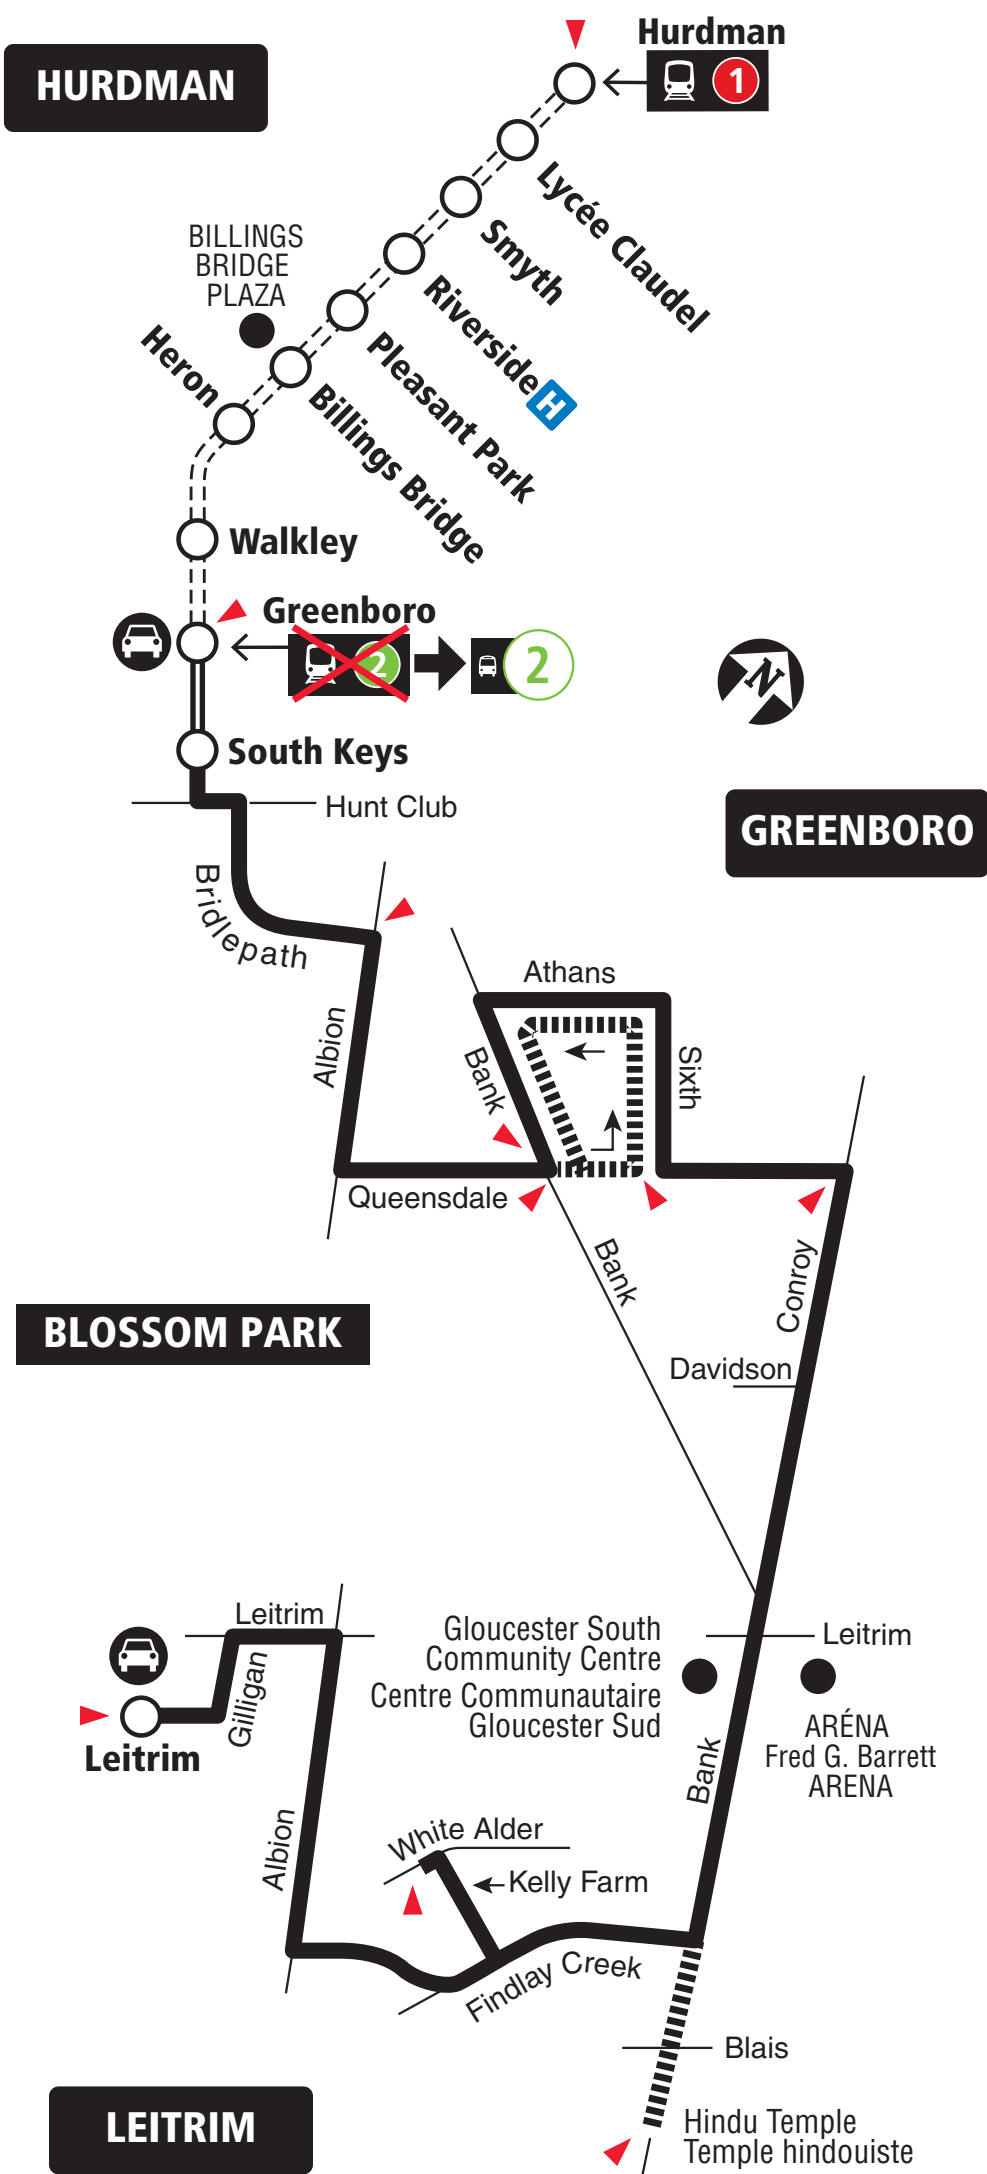 Hurdman
HURDMAN
1
Lycée Claudel
Smyth
BILLINGS
BRIDGE
PLAZA
Riverside
H
Pleasant Park
Heron
Billings Bridge
Walkley
Greenboro
2
2
N
South Keys
Hunt Club
GREENBORO
Bridlepath
Athans
Albion
Bank
Sixth
Queensdale
Bank
Conroy
BLOSSOM PARK
Davidson
Leitrim
Gloucester South
Community Centre
Centre Communautaire
Gloucester Sud
Leitrim
Gilligan
Leitrim
ARÉNA
Fred G. Barrett
ARENA
Bank
Albion
White Alder
Kelly Farm
Findlay Creek
Blais
LEITRIM
Hindu Temple
Temple hindouiste